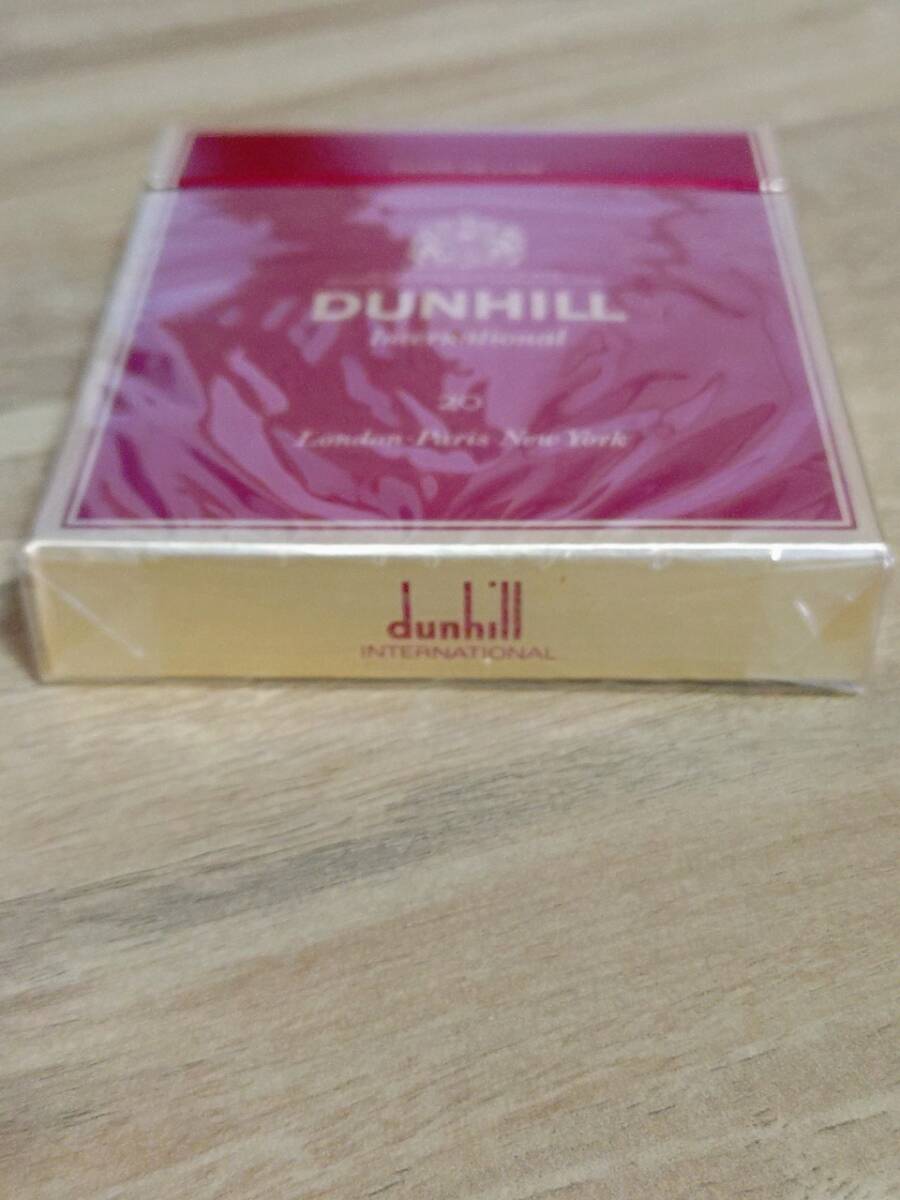 DUNHILL
International
20
London-Paris-New York
dunhill
INTERNATIONAL